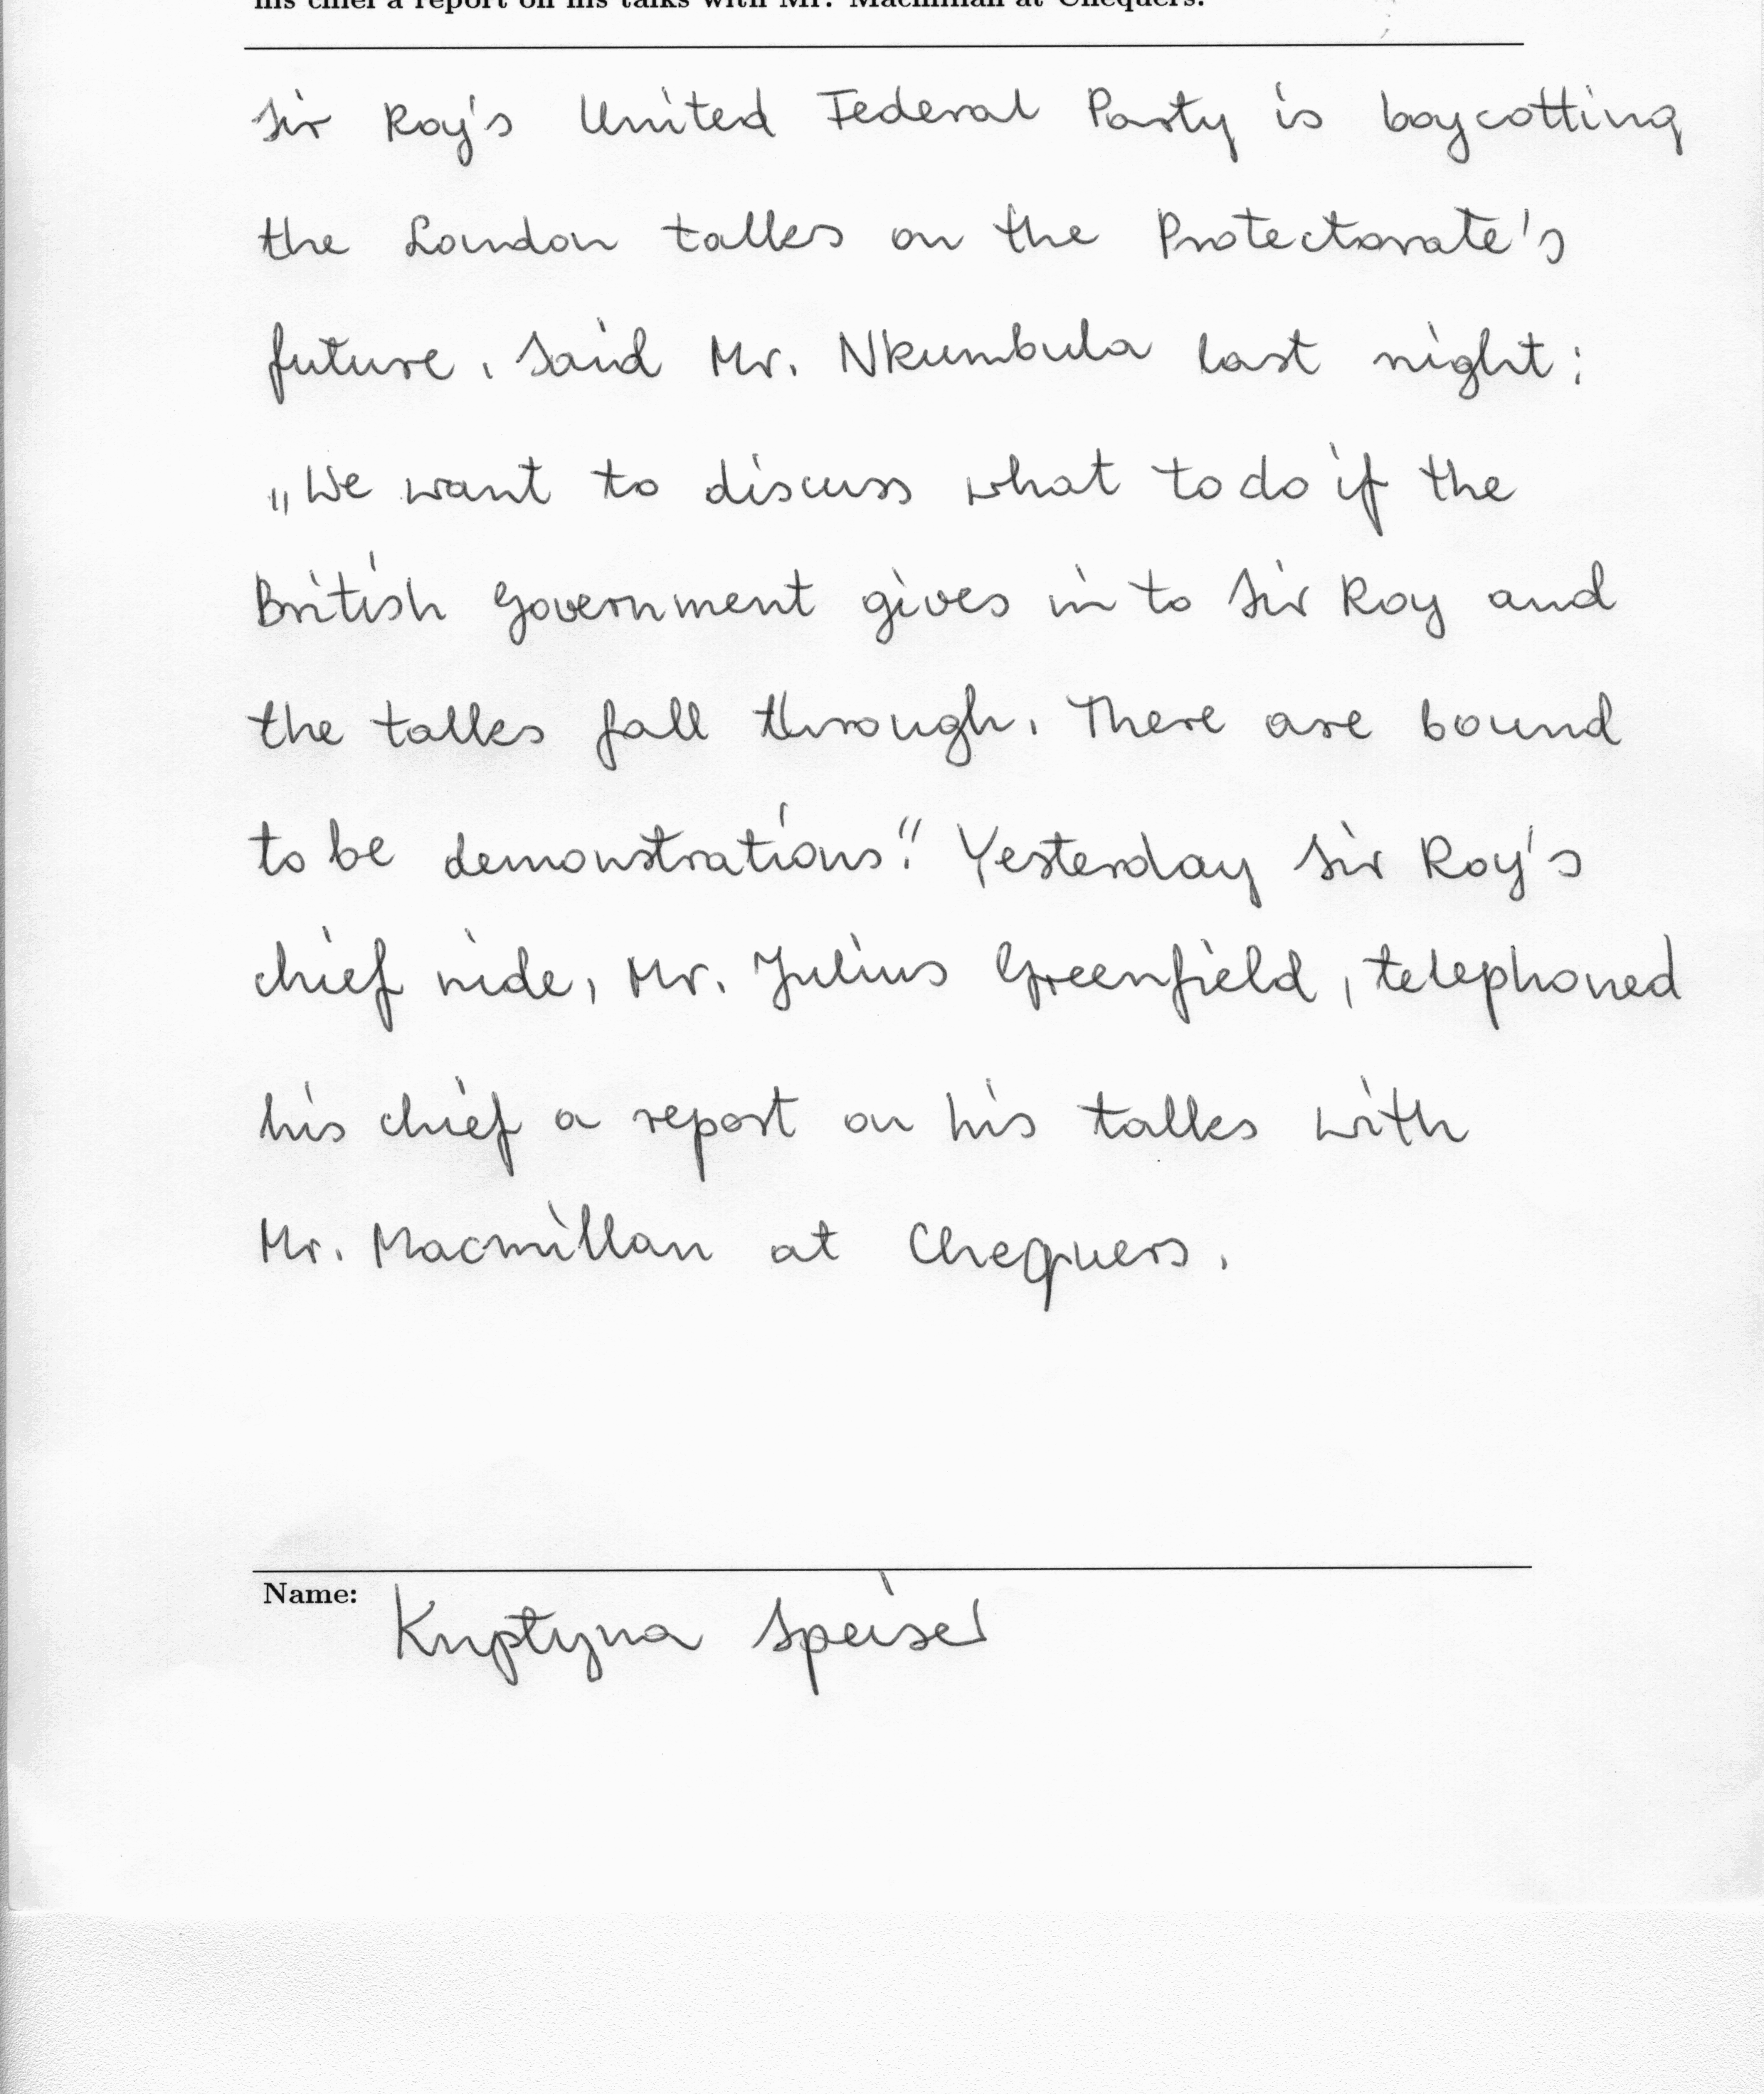 his chief a report on his talks with Mr. Macmillan at Chequers.
Sir Roy's United Federal Party is boycotting
the London talks on the Protectorate's
future. Said Mr. Nkumbula last night:
„We want to discuss what to do if the
British Government gives in to Sir Roy and
the talks fall through. There are bound
to be demonstrations." Yesterday Sir Roy's
chief aide, Mr. Julius Greenfield, telephoned
his chief a report on his talks with
Mr. Macmillan at Chequers.
Name: Speiser